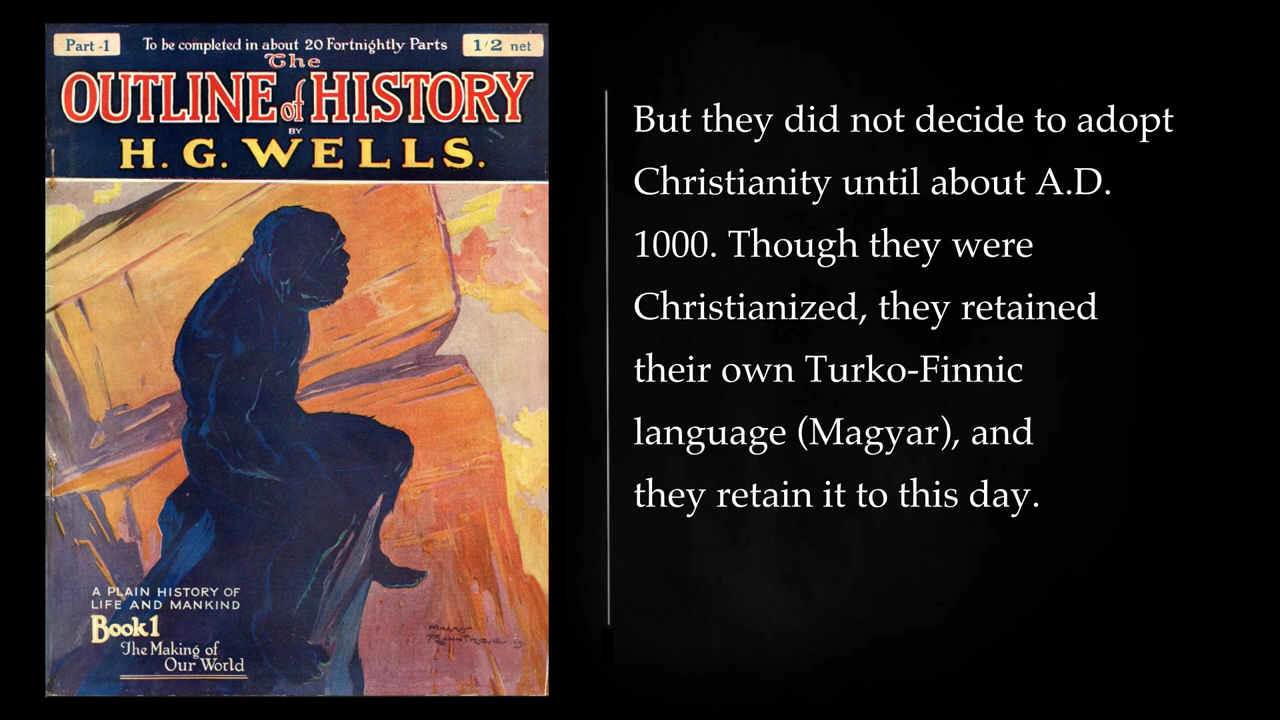 Part -1
To be completed in about 20 Fortnightly Parts
1/2 net
The
OUTLINE of HISTORY
BY
H. G. WELLS.
A PLAIN HISTORY OF
LIFE AND MANKIND
Book 1
The Making of
Our World
But they did not decide to adopt
Christianity until about A.D.
1000. Though they were
Christianized, they retained
their own Turko-Finnic
language (Magyar), and
they retain it to this day.